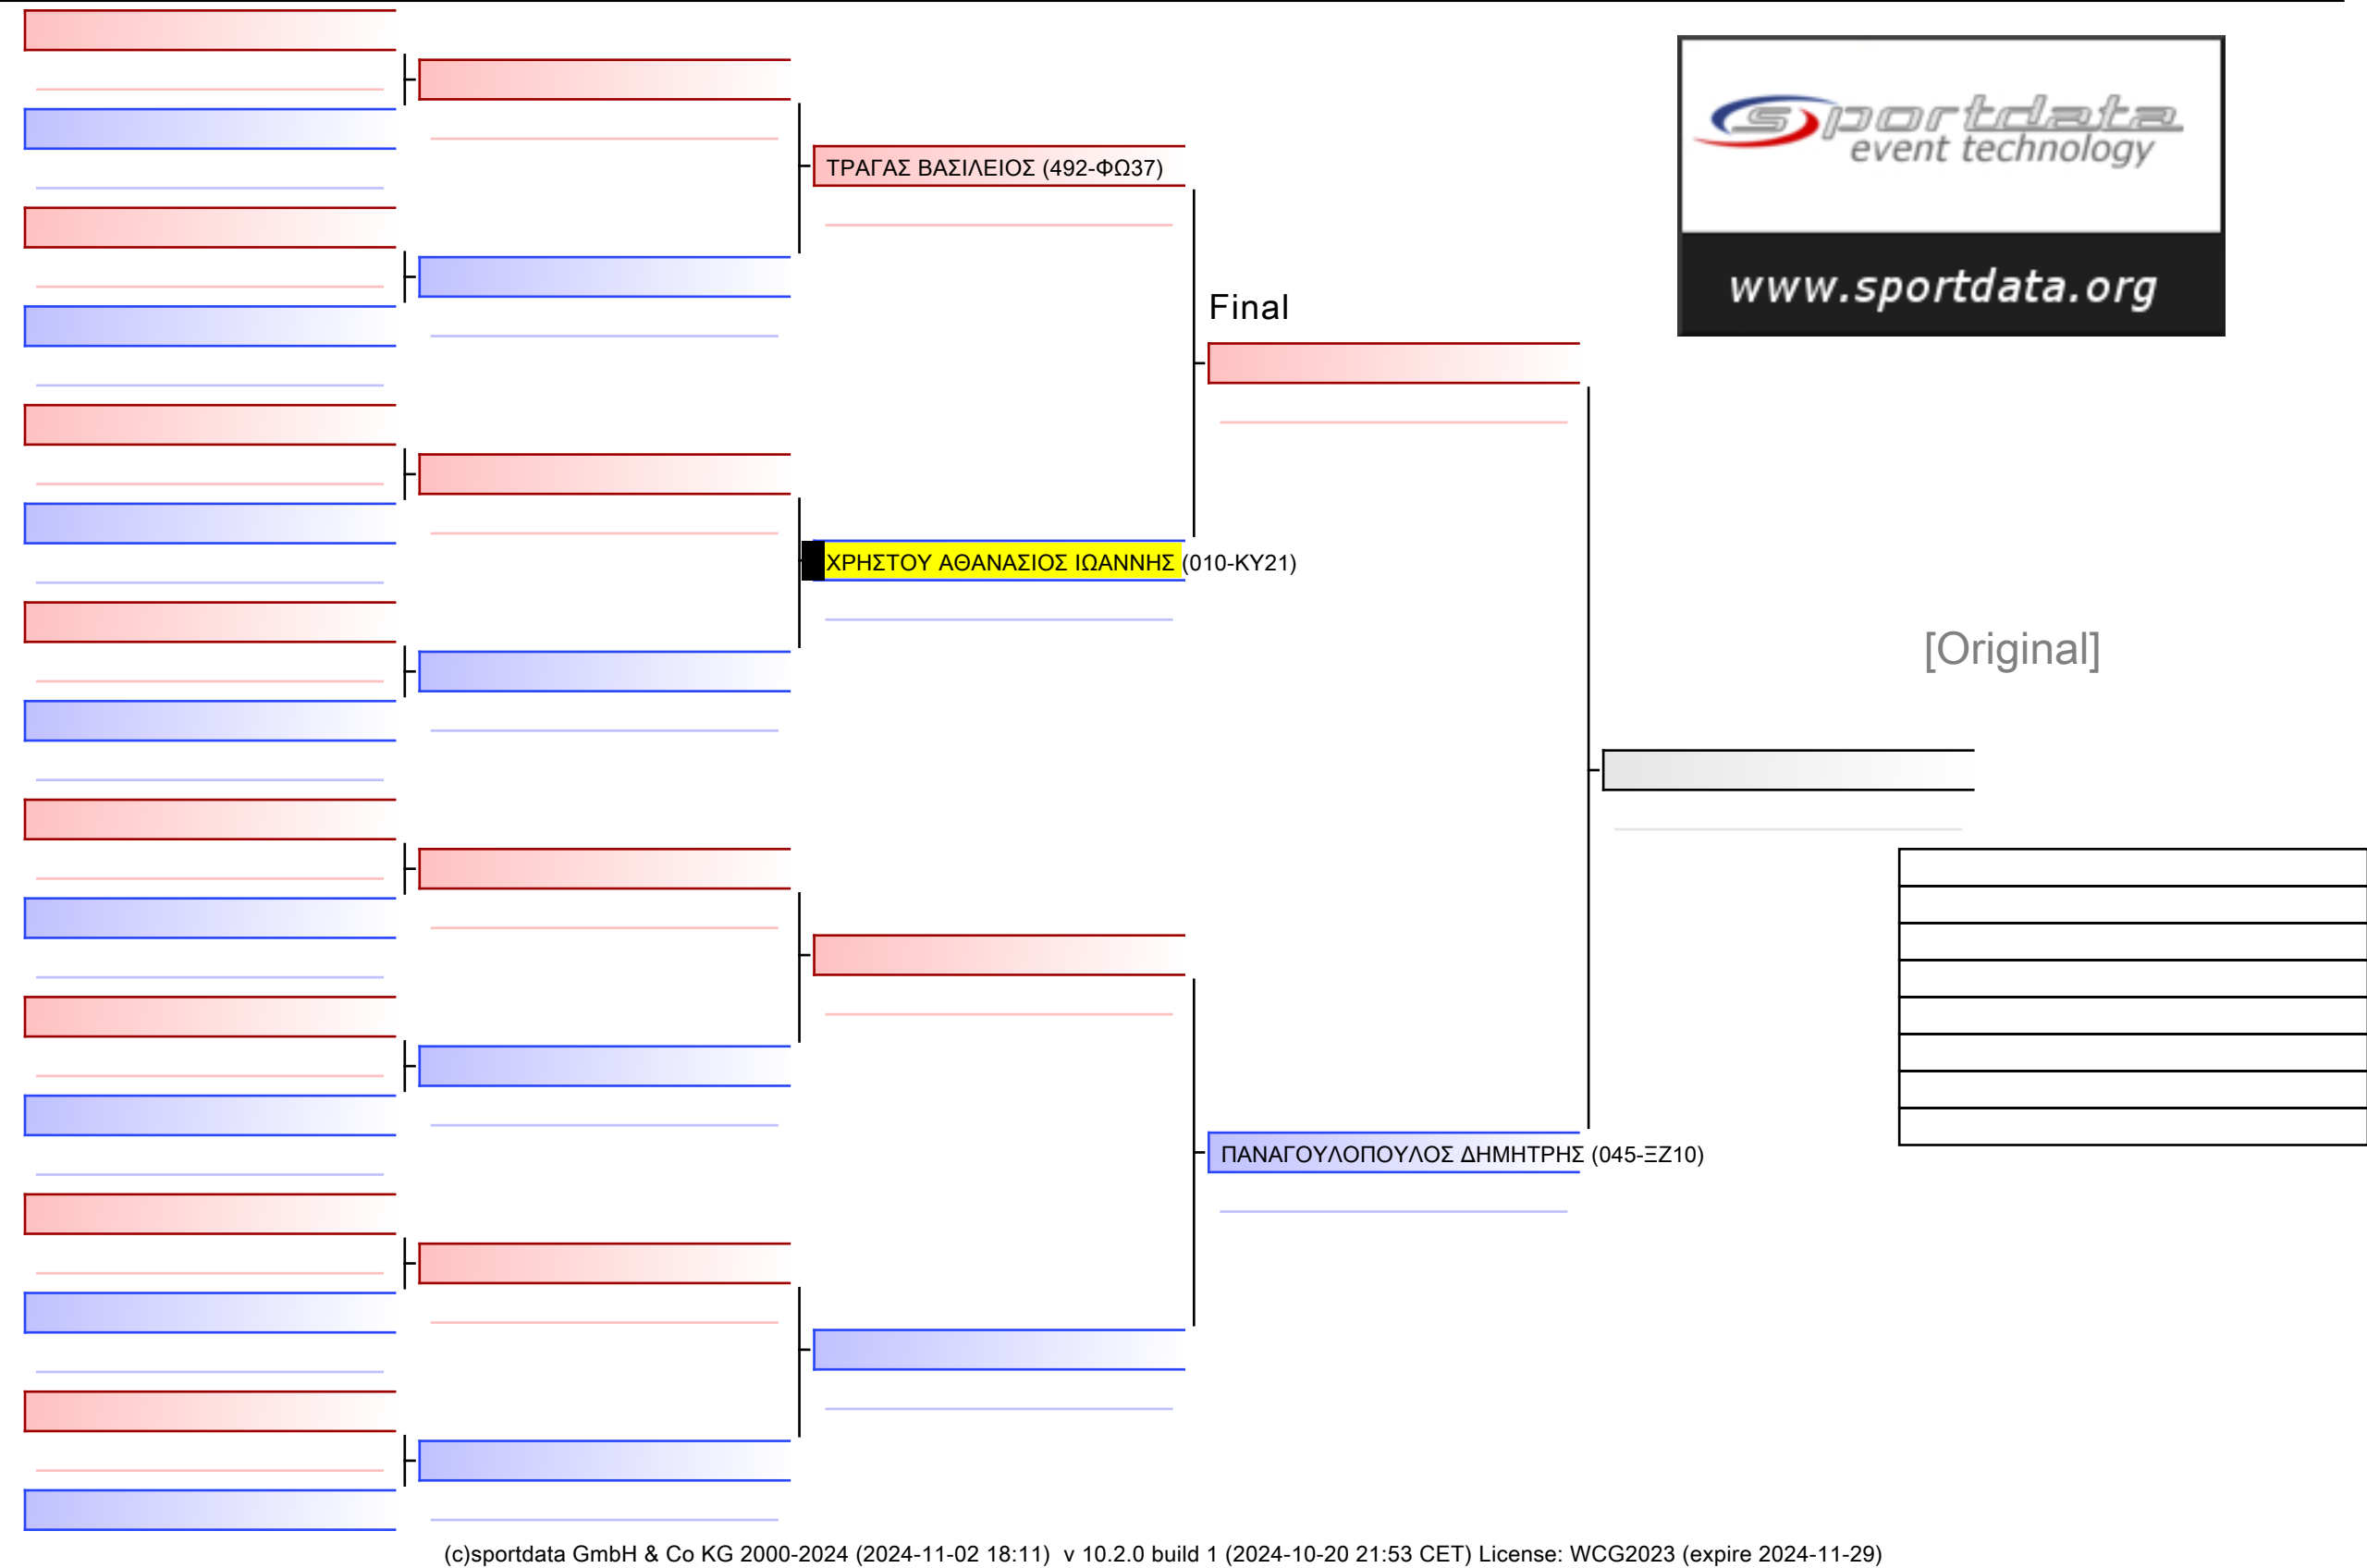 sportdata
event technology
www.sportdata.org
ΤΡΑΓΑΣ ΒΑΣΙΛΕΙΟΣ (492-ΦΩ37)
Final
ΧΡΗΣΤΟΥ ΑΘΑΝΑΣΙΟΣ ΙΩΑΝΝΗΣ (010-ΚΥ21)
[Original]
ΠΑΝΑΓΟΥΛΟΠΟΥΛΟΣ ΔΗΜΗΤΡΗΣ (045-ΞΖ10)
(c)sportdata GmbH & Co KG 2000-2024 (2024-11-02 18:11) v 10.2.0 build 1 (2024-10-20 21:53 CET) License: WCG2023 (expire 2024-11-29)